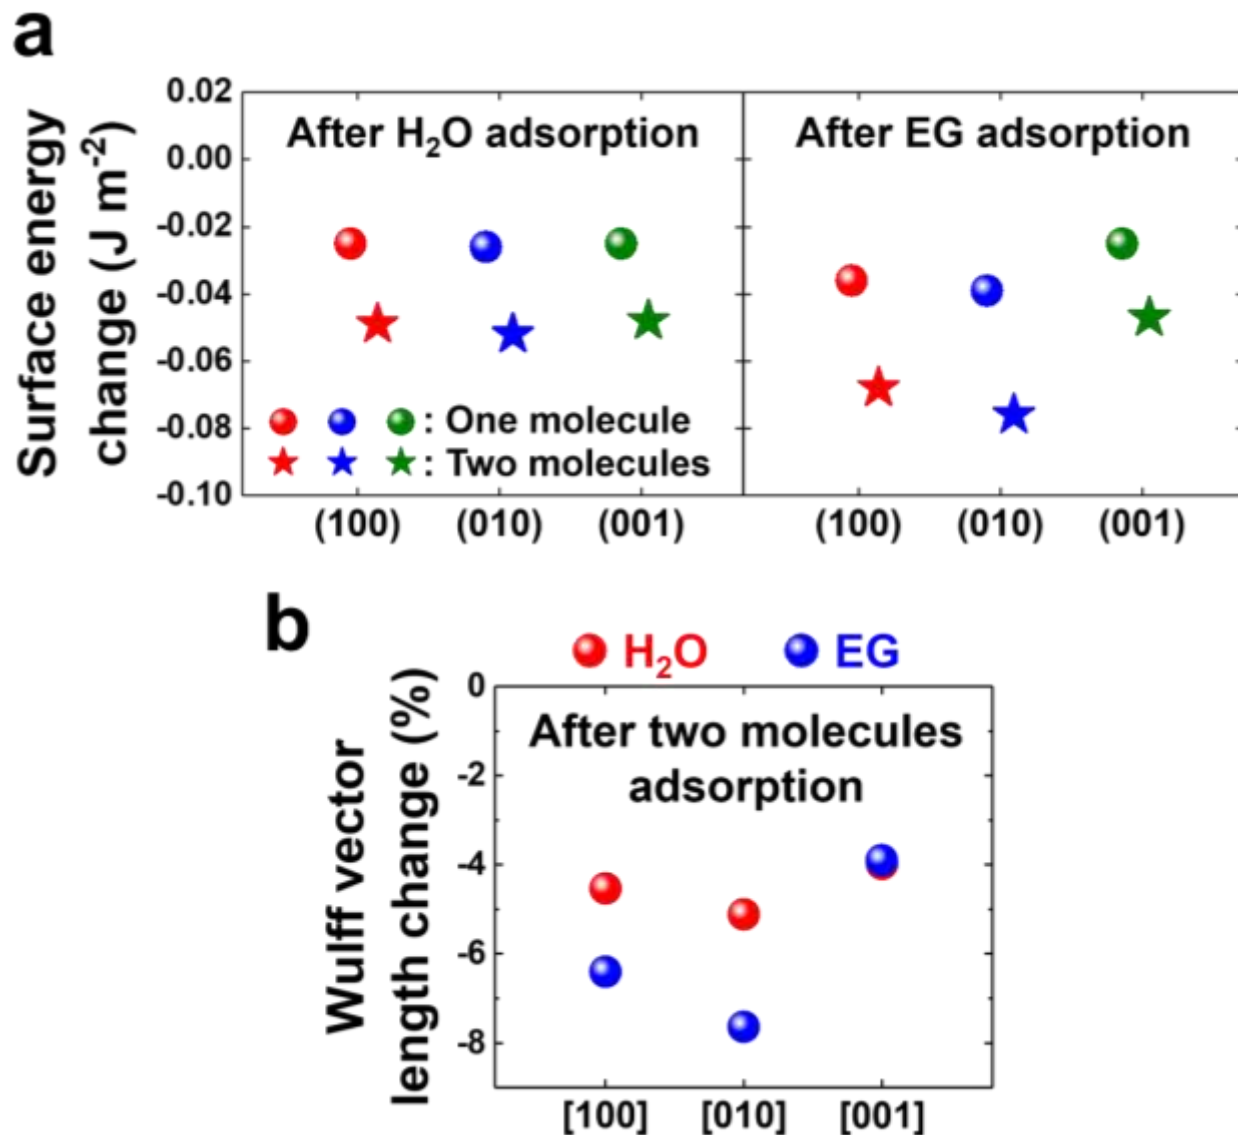 a
Surface energy
change (J m⁻²)
0.02
0.00
-0.02
-0.04
-0.06
-0.08
-0.10
After H₂O adsorption
After EG adsorption
: One molecule
: Two molecules
(100) (010) (001) (100) (010) (001)
b
H₂O EG
Wulff vector
length change (%)
0
-2
-4
-6
-8
After two molecules
adsorption
[100] [010] [001]